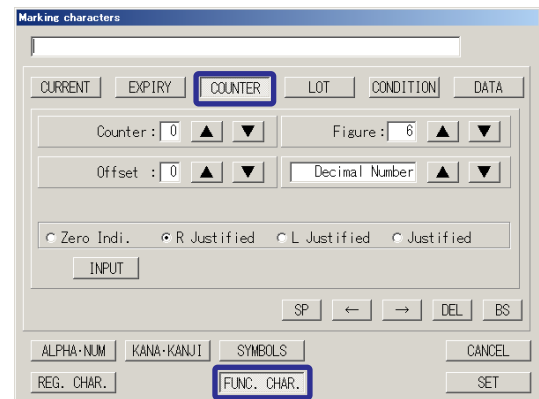 Marking characters
CURRENT EXPIRY COUNTER LOT CONDITION DATA
Counter: 0 ▲ ▼ Figure: 6 ▲ ▼
Offset : 0 ▲ ▼ Decimal Number ▲ ▼
Zero Indi. R Justified L Justified Justified
INPUT
SP ← → DEL BS
ALPHA·NUM KANA·KANJI SYMBOLS CANCEL
REG. CHAR. FUNC. CHAR. SET